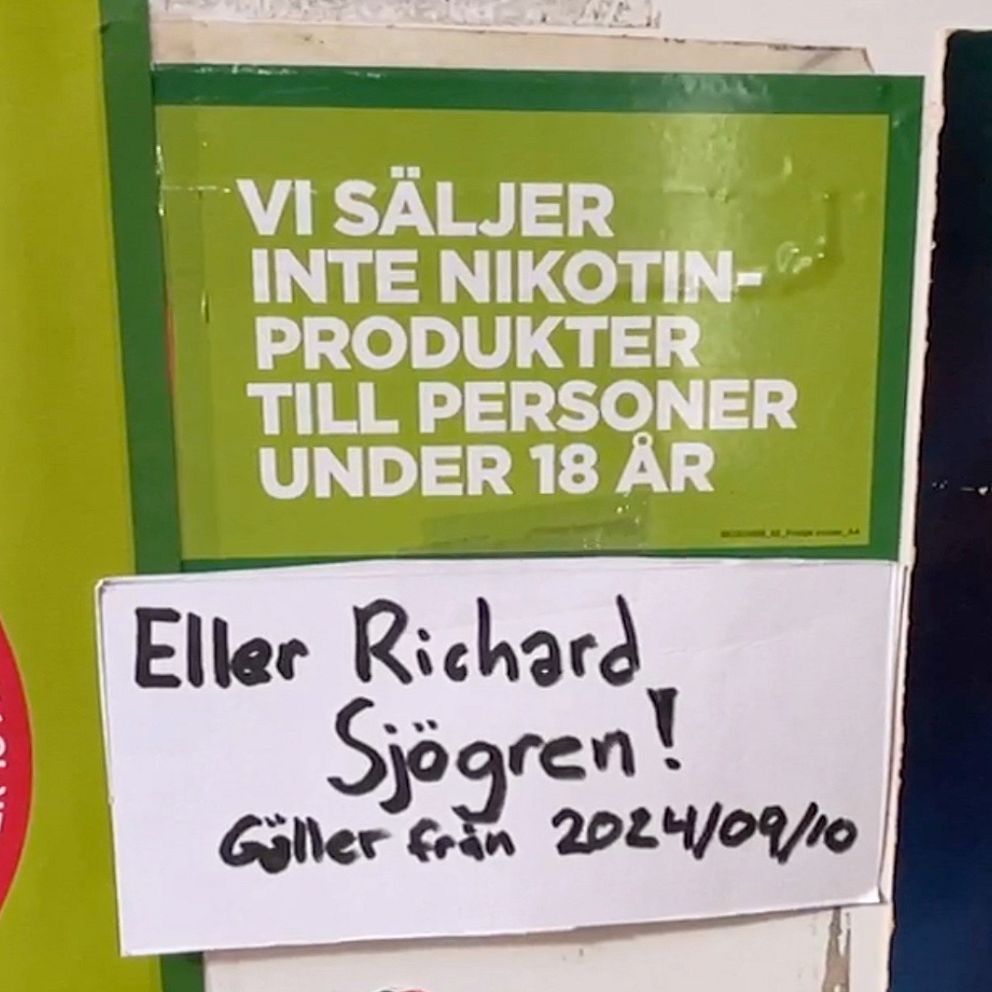 VI SÄLJER
INTE NIKOTIN-
PRODUKTER
TILL PERSONER
UNDER 18 ÅR
Eller Richard
Sjögren!
Gäller från 2024/09/10